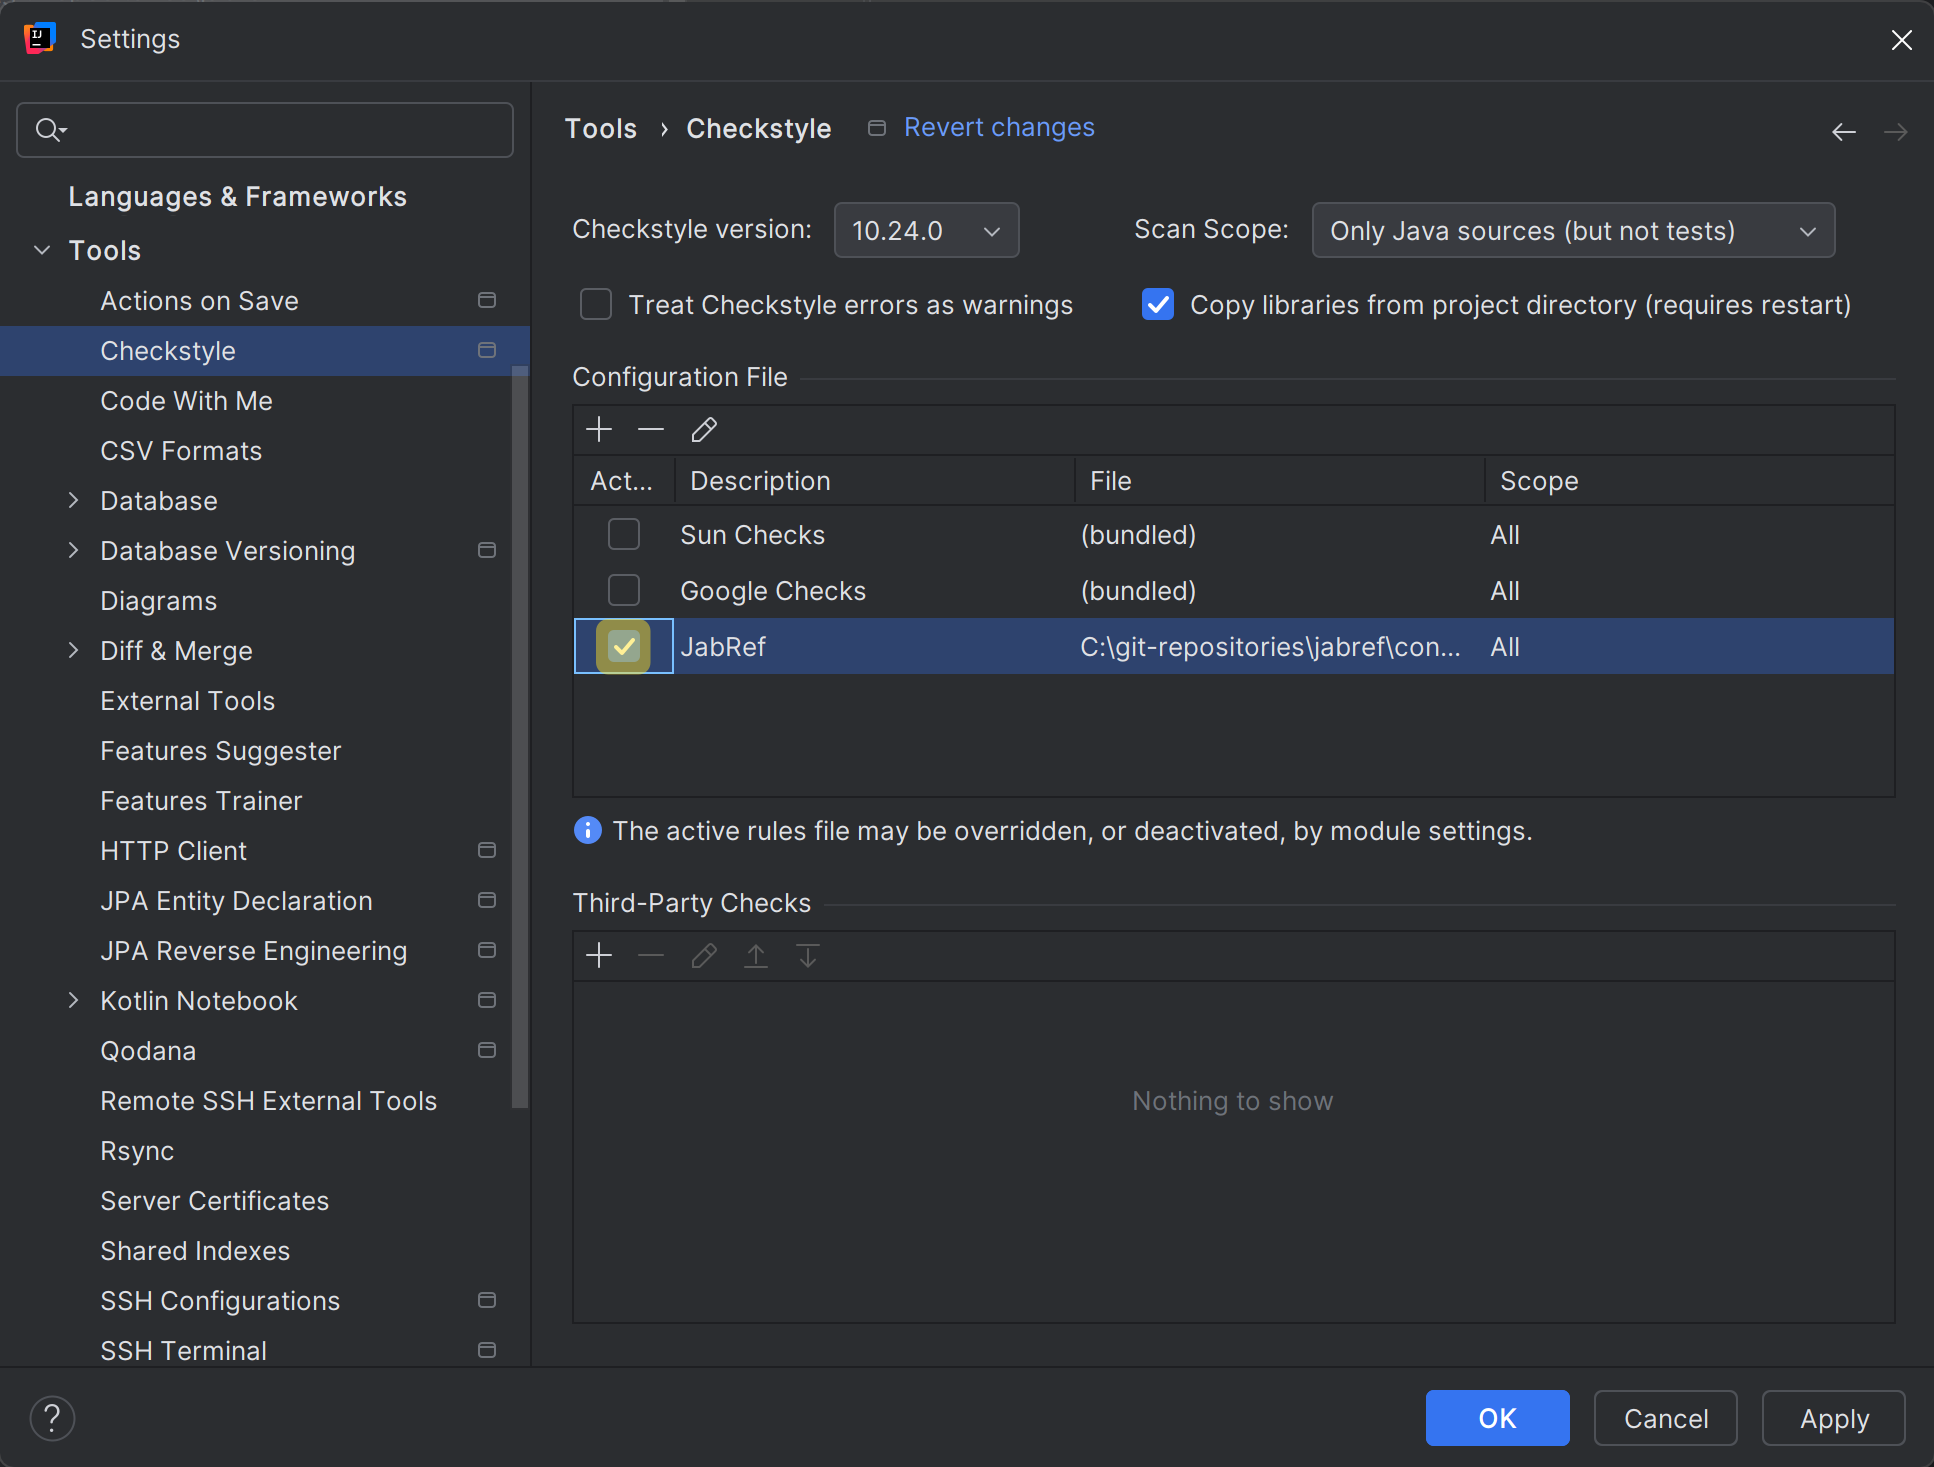 Settings
Languages & Frameworks
Tools
Actions on Save
Checkstyle
Code With Me
CSV Formats
Database
Database Versioning
Diagrams
Diff & Merge
External Tools
Features Suggester
Features Trainer
HTTP Client
JPA Entity Declaration
JPA Reverse Engineering
Kotlin Notebook
Qodana
Remote SSH External Tools
Rsync
Server Certificates
Shared Indexes
SSH Configurations
SSH Terminal
Tools › Checkstyle Revert changes
Checkstyle version: 10.24.0 Scan Scope: Only Java sources (but not tests)
Treat Checkstyle errors as warnings Copy libraries from project directory (requires restart)
Configuration File
Act... Description File Scope
Sun Checks (bundled) All
Google Checks (bundled) All
JabRef C:\git-repositories\jabref\con... All
The active rules file may be overridden, or deactivated, by module settings.
Third-Party Checks
Nothing to show
? OK Cancel Apply